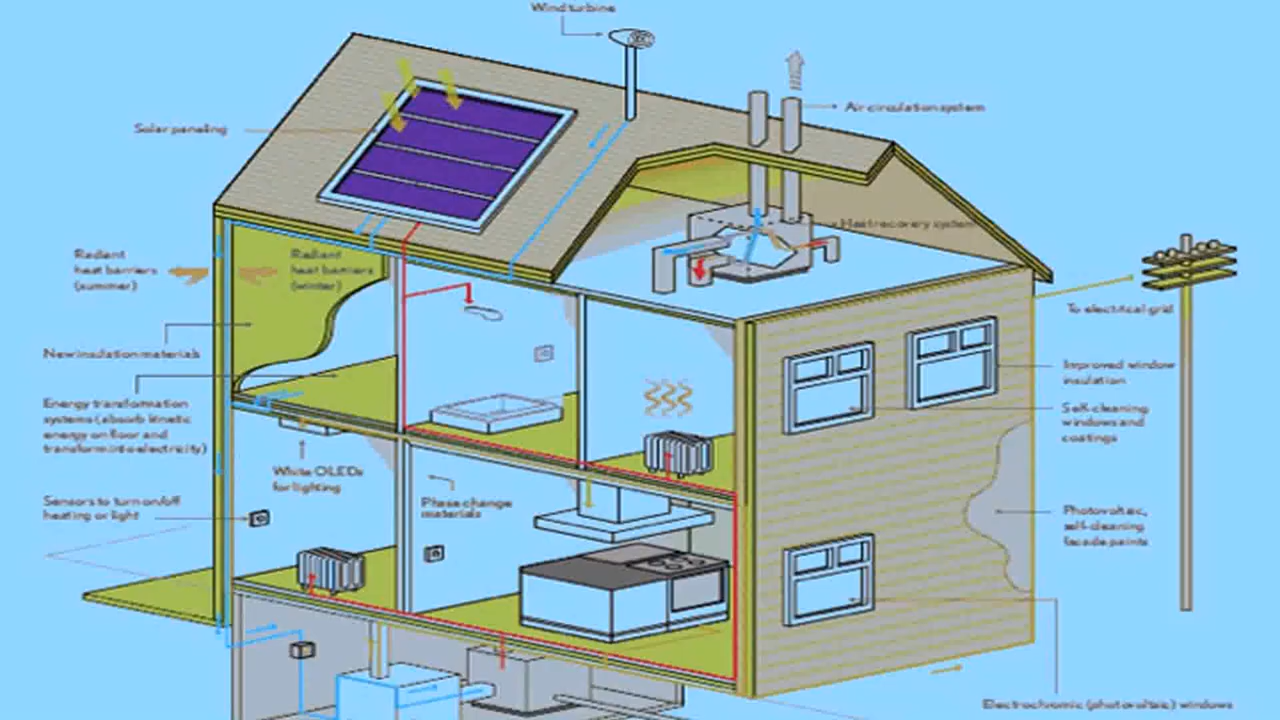 Wind turbine
Air circulation system
Solar paneling
Heat recovery system
Radiant
heat barriers
(summer)
Radiant
heat barriers
(winter)
To electrical grid
New insulation materials
Improved window
insulation
Energy transformation
systems (absorb kinetic
energy on floor and
transform into electricity)
Self-cleaning
windows and
coatings
White OLEDs
for lighting
Phase change
materials
Sensors to turn on/off
heating or light
Photovoltaic,
self-cleaning
facade paints
Electrochromic (photovoltaic) windows